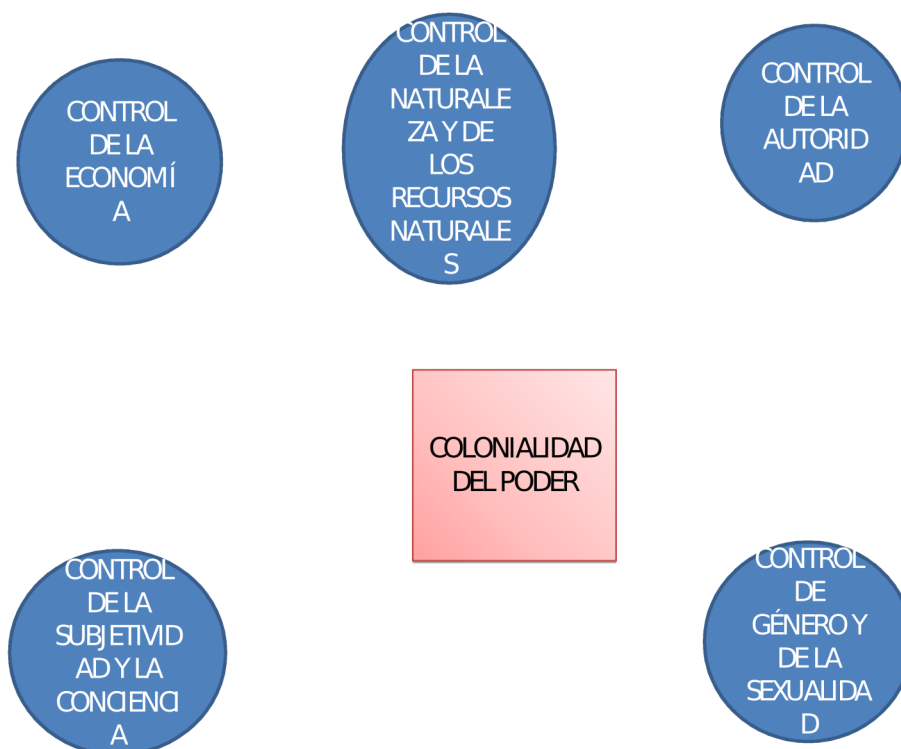 CONTROL
DE LA
ECONOMÍ
A
CONTROL
DE LA
NATURALE
ZA Y DE
LOS
RECURSOS
NATURALE
S
CONTROL
DE LA
AUTORID
AD
COLONIALIDAD
DEL PODER
CONTROL
DE LA
SUBJETIVID
AD Y LA
CONCIENCI
A
CONTROL
DE
GÉNERO Y
DE LA
SEXUALIDA
D